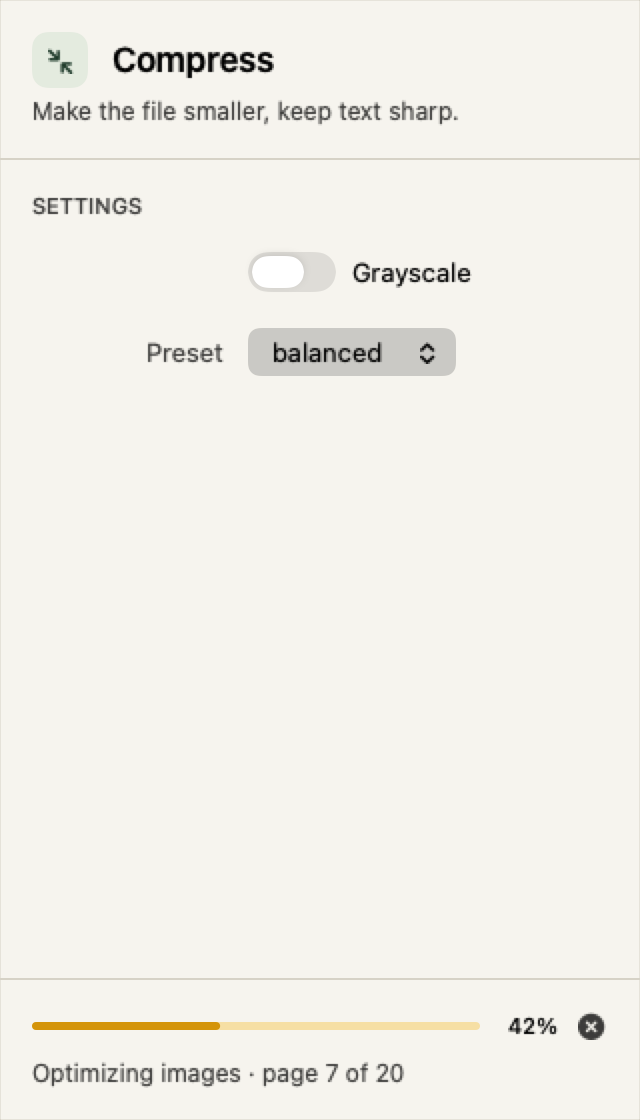 Compress
Make the file smaller, keep text sharp.
SETTINGS
Grayscale
Preset balanced
42%
Optimizing images · page 7 of 20